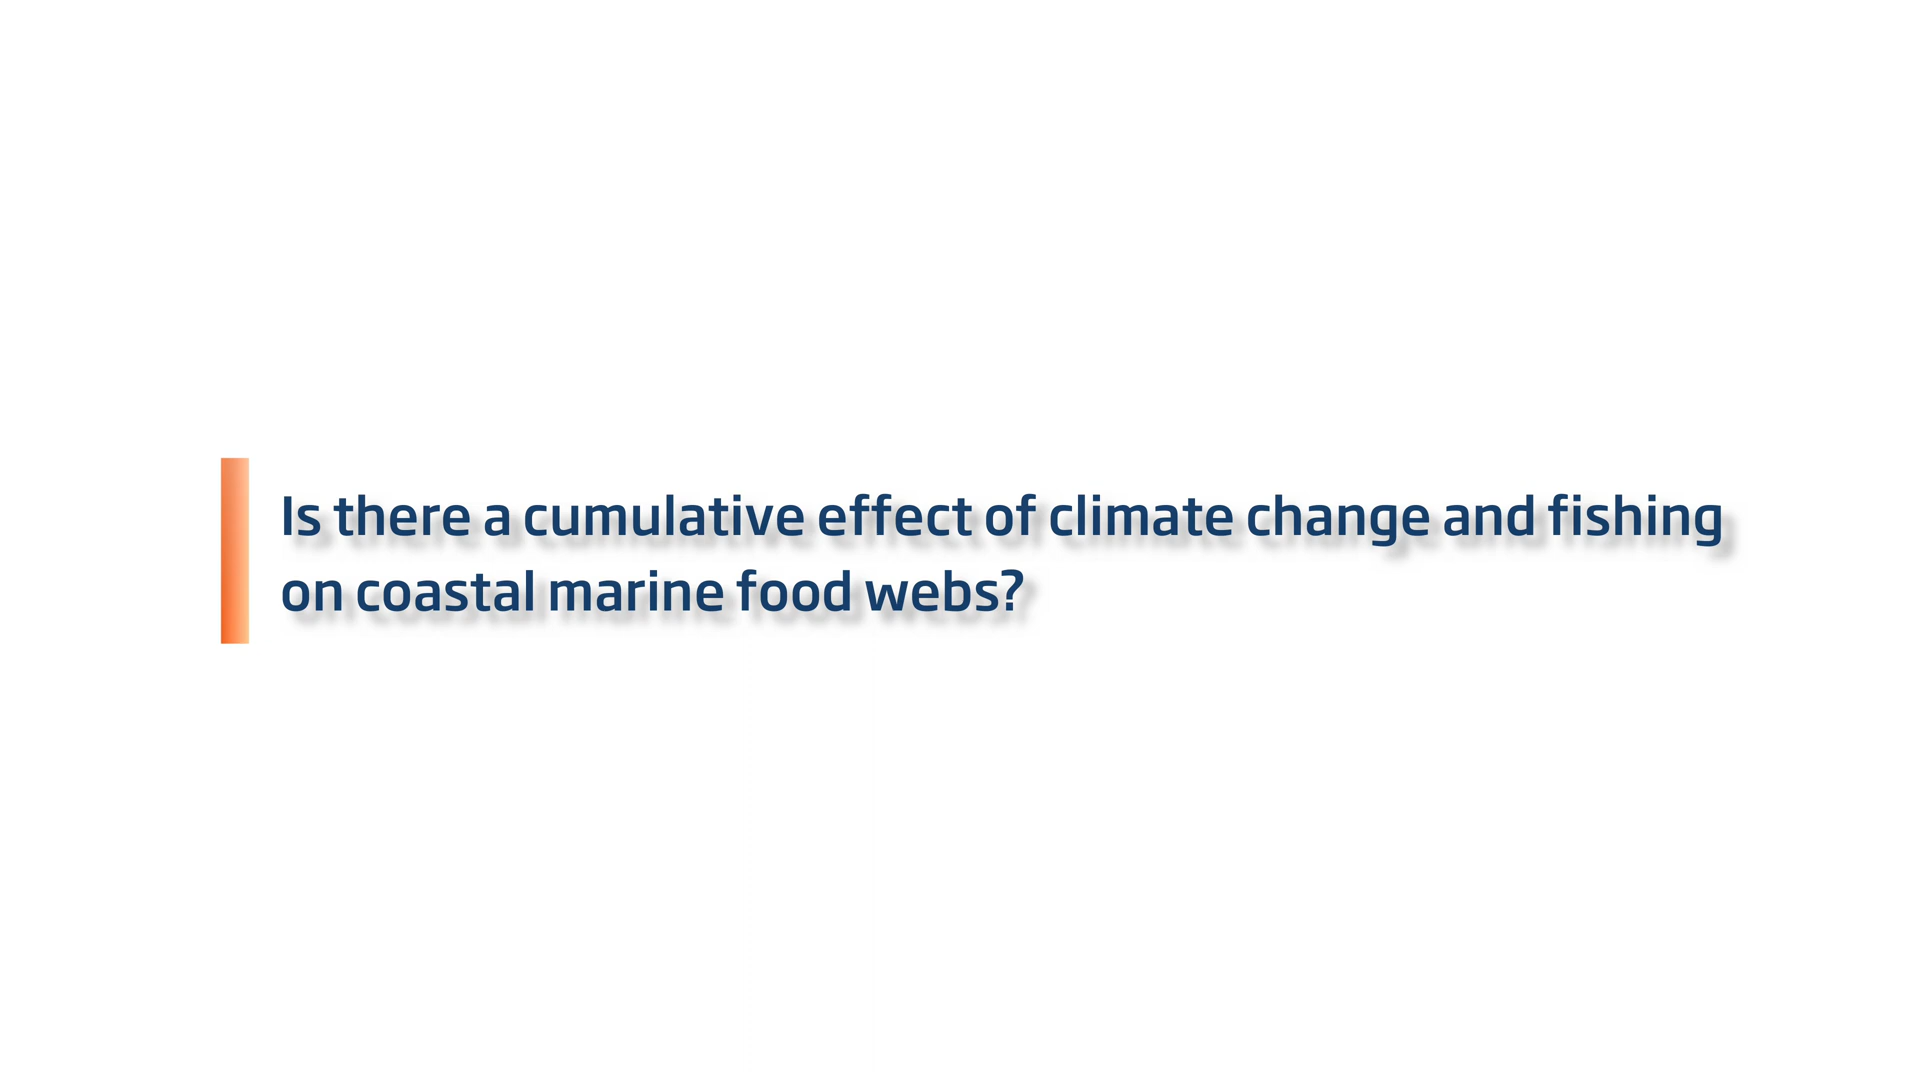 Is there a cumulative effect of climate change and fishing
on coastal marine food webs?